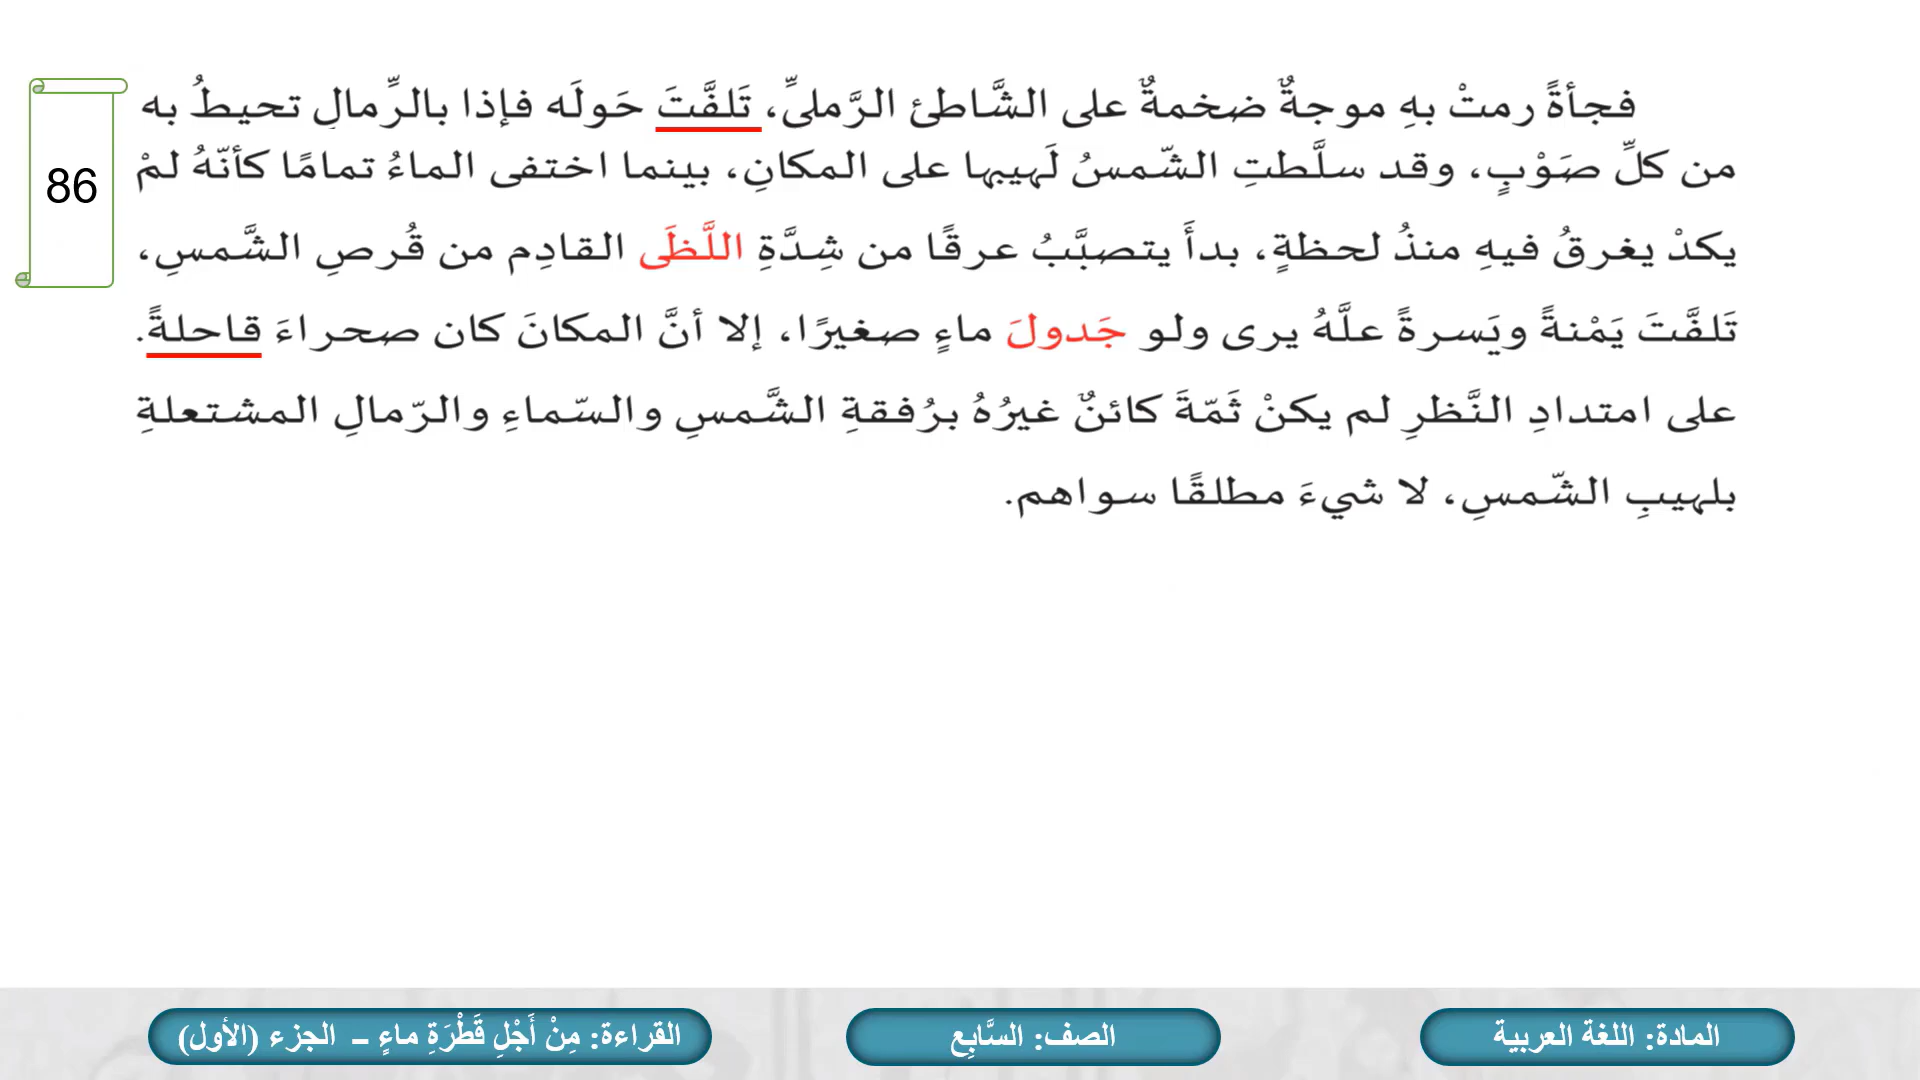 فجأةً رمتْ بهِ موجةٌ ضخمةٌ على الشَّاطئ الرَّمليِّ، تَلفَّتَ حَولَه فإذا بالرِّمالِ تحيطُ به
من كلِّ صَوْبٍ، وقد سلَّطتِ الشّمسُ لَهيبها على المكانِ، بينما اختفى الماءُ تمامًا كأنّهُ لمْ
يكدْ يغرقُ فيهِ منذُ لحظةٍ، بدأَ يتصبَّبُ عرقًا من شِدَّةِ اللَّظَى القادِم من قُرصِ الشَّمسِ،
تَلفَّتَ يَمْنةً ويَسرةً علَّهُ يرى ولو جَدولَ ماءٍ صغيرًا، إلا أنَّ المكانَ كان صحراءَ قاحلةً.
على امتدادِ النَّظرِ لم يكنْ ثَمّةَ كائنٌ غيرُهُ برُفقةِ الشَّمسِ والسّماءِ والرّمالِ المشتعلةِ
بلهيبِ الشّمسِ، لا شيءَ مطلقًا سواهم.
86
المادة: اللغة العربية
الصف: السَّابِع
القراءة: مِنْ أَجْلِ قَطْرَةِ ماءٍ – الجزء (الأول)